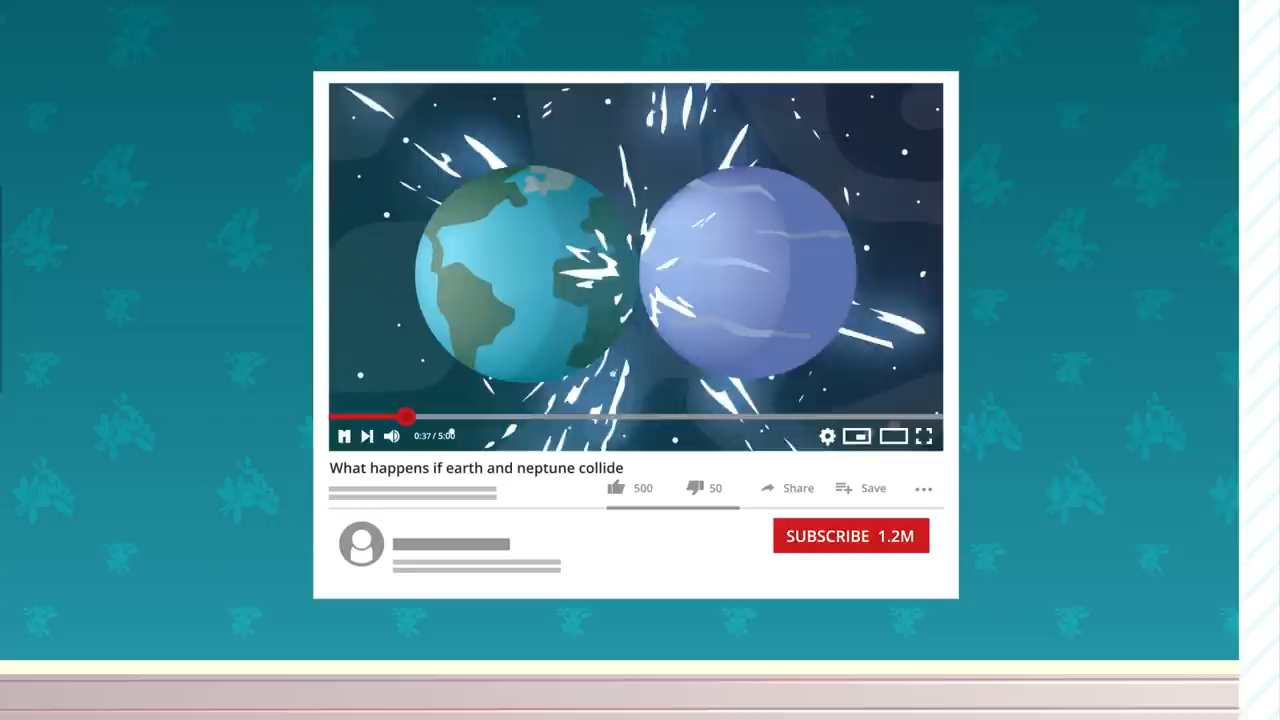 0:37 / 5:00
What happens if earth and neptune collide
500 50 Share Save
SUBSCRIBE 1.2M